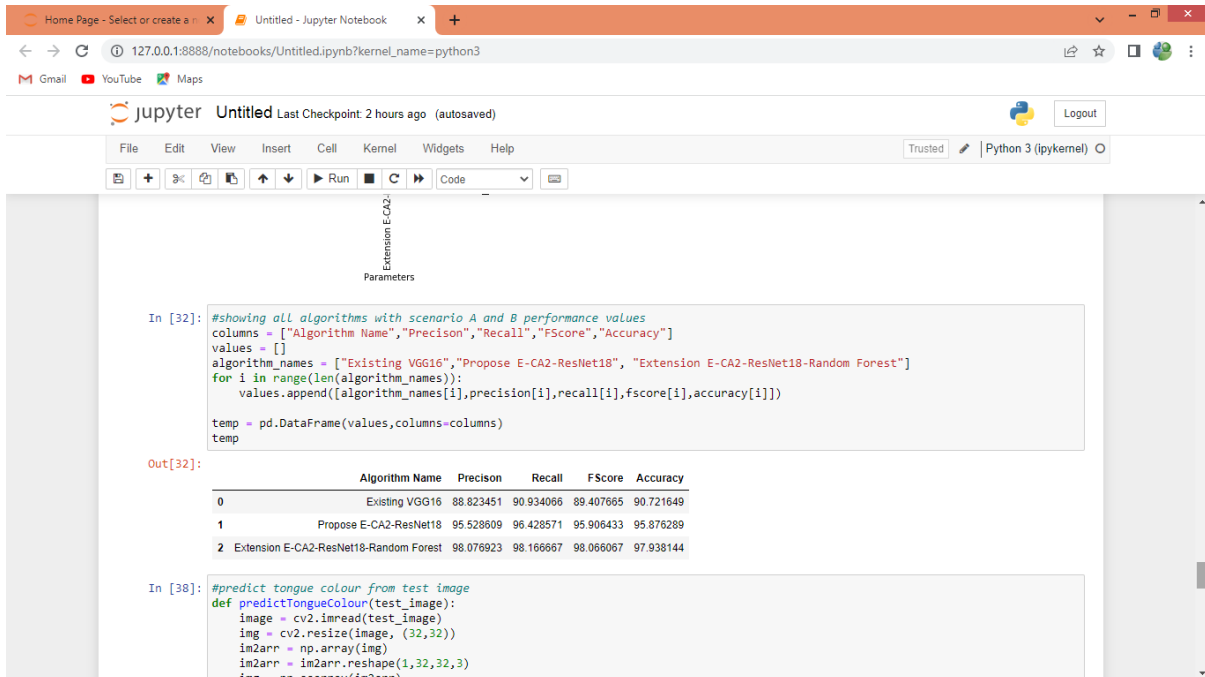 Home Page - Select or create a n
Untitled - Jupyter Notebook
127.0.0.1:8888/notebooks/Untitled.ipynb?kernel_name=python3
Gmail YouTube Maps
jupyter Untitled Last Checkpoint: 2 hours ago (autosaved) Logout
File Edit View Insert Cell Kernel Widgets Help Trusted Python 3 (ipykernel)
Run Code
Extension E-CA2-
Parameters
In [32]: #showing all algorithms with scenario A and B performance values
columns = ["Algorithm Name","Precison","Recall","FScore","Accuracy"]
values = []
algorithm_names = ["Existing VGG16","Propose E-CA2-ResNet18", "Extension E-CA2-ResNet18-Random Forest"]
for i in range(len(algorithm_names)):
    values.append([algorithm_names[i],precision[i],recall[i],fscore[i],accuracy[i]])
temp = pd.DataFrame(values,columns=columns)
temp
Out[32]:
Algorithm Name Precison Recall FScore Accuracy
0 Existing VGG16 88.823451 90.934066 89.407665 90.721649
1 Propose E-CA2-ResNet18 95.528609 96.428571 95.906433 95.876289
2 Extension E-CA2-ResNet18-Random Forest 98.076923 98.166667 98.066067 97.938144
In [38]: #predict tongue colour from test image
def predictTongueColour(test_image):
    image = cv2.imread(test_image)
    img = cv2.resize(image, (32,32))
    im2arr = np.array(img)
    im2arr = im2arr.reshape(1,32,32,3)